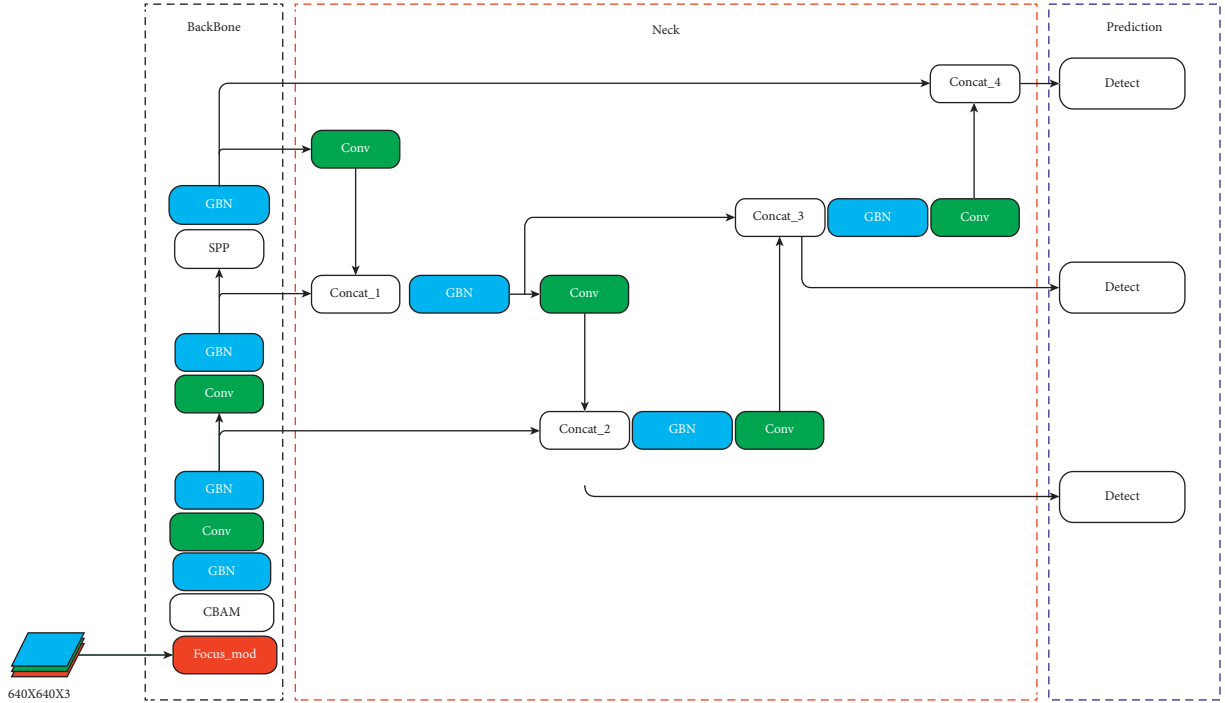 BackBone
Neck
Prediction
Concat_4
Detect
Conv
GBN
Concat_3
GBN
Conv
SPP
Concat_1
GBN
Conv
Detect
GBN
Conv
Concat_2
GBN
Conv
GBN
Detect
Conv
GBN
CBAM
Focus_mod
640X640X3